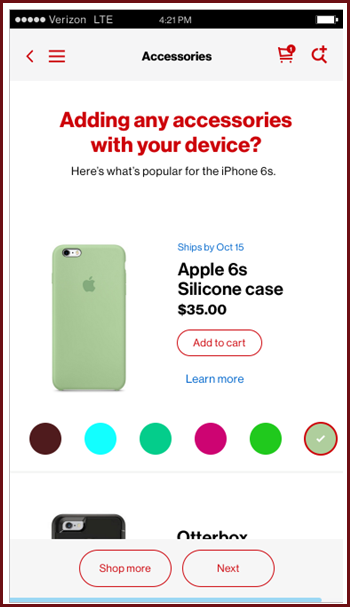 Verizon LTE 4:21 PM
Accessories
1
Adding any accessories
with your device?
Here's what's popular for the iPhone 6s.
Ships by Oct 15
Apple 6s
Silicone case
$35.00
Add to cart
Learn more
Otterbox
Shop more Next